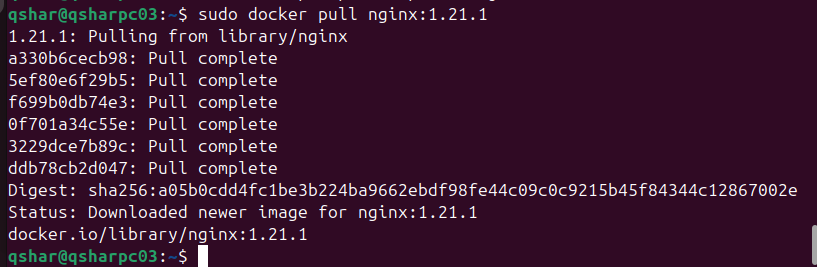 qshar@qsharpc03:~$ sudo docker pull nginx:1.21.1
1.21.1: Pulling from library/nginx
a330b6cecb98: Pull complete
5ef80e6f29b5: Pull complete
f699b0db74e3: Pull complete
0f701a34c55e: Pull complete
3229dce7b89c: Pull complete
ddb78cb2d047: Pull complete
Digest: sha256:a05b0cdd4fc1be3b224ba9662ebdf98fe44c09c0c9215b45f84344c12867002e
Status: Downloaded newer image for nginx:1.21.1
docker.io/library/nginx:1.21.1
qshar@qsharpc03:~$